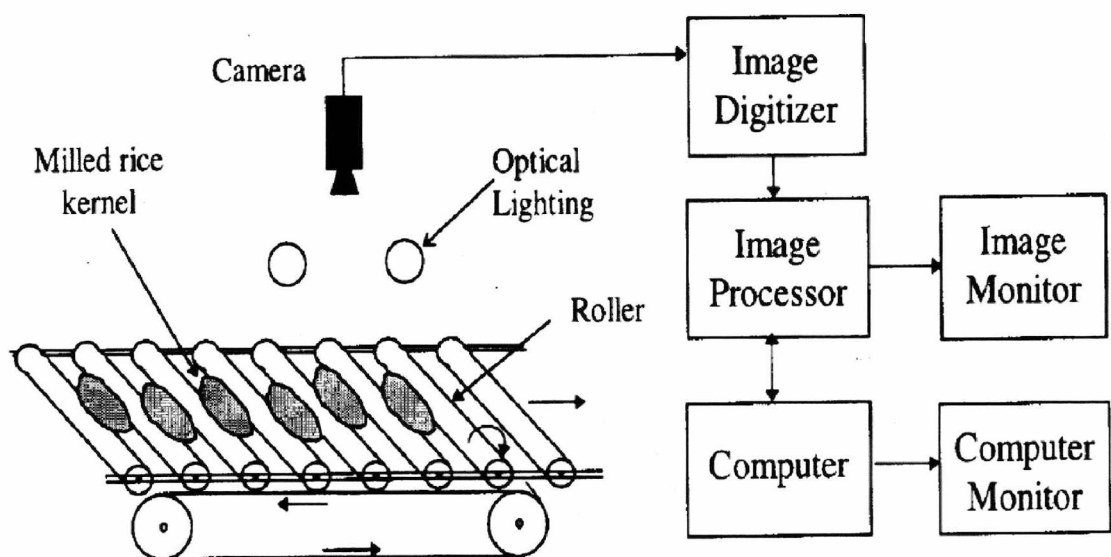 Camera
Image
Digitizer
Milled rice
kernel
Optical
Lighting
Image
Processor
Image
Monitor
Roller
Computer
Computer
Monitor